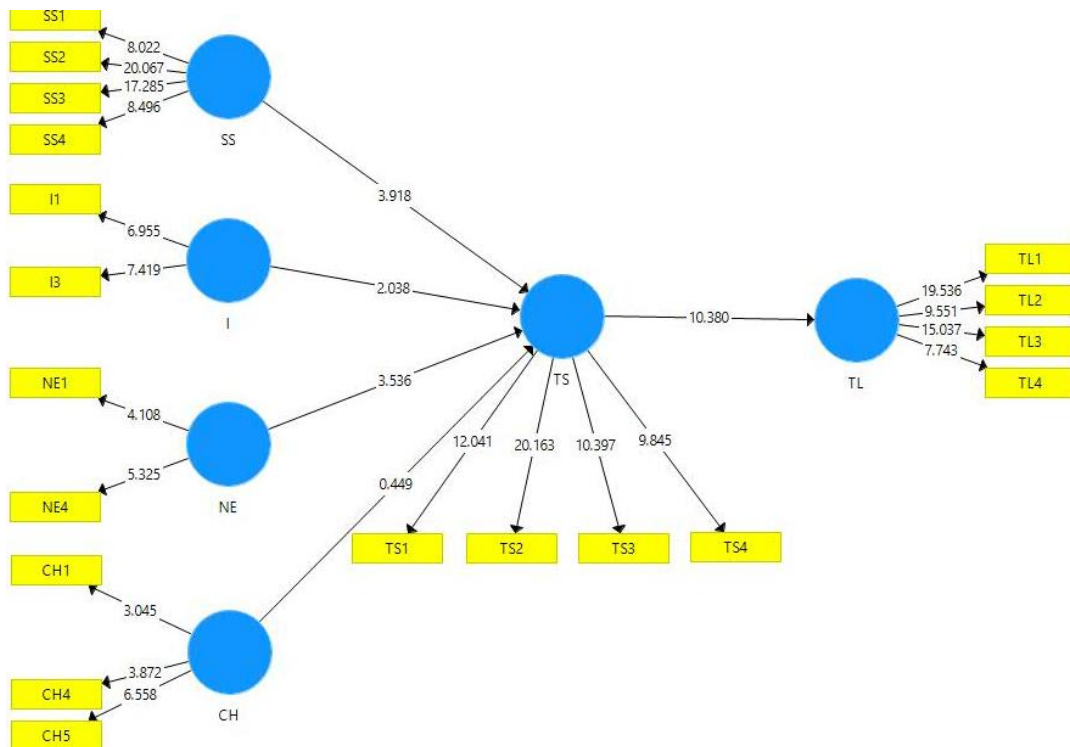 SS1
SS2
SS3
SS4
8.022
20.067
17.285
8.496
SS
3.918
I1
I3
6.955
7.419
I
2.038
NE1
NE4
4.108
5.325
NE
3.536
CH1
CH4
CH5
3.045
3.872
6.558
CH
0.449
TS
12.041
20.163
10.397
9.845
TS1
TS2
TS3
TS4
10.380
TL
19.536
9.551
15.037
7.743
TL1
TL2
TL3
TL4